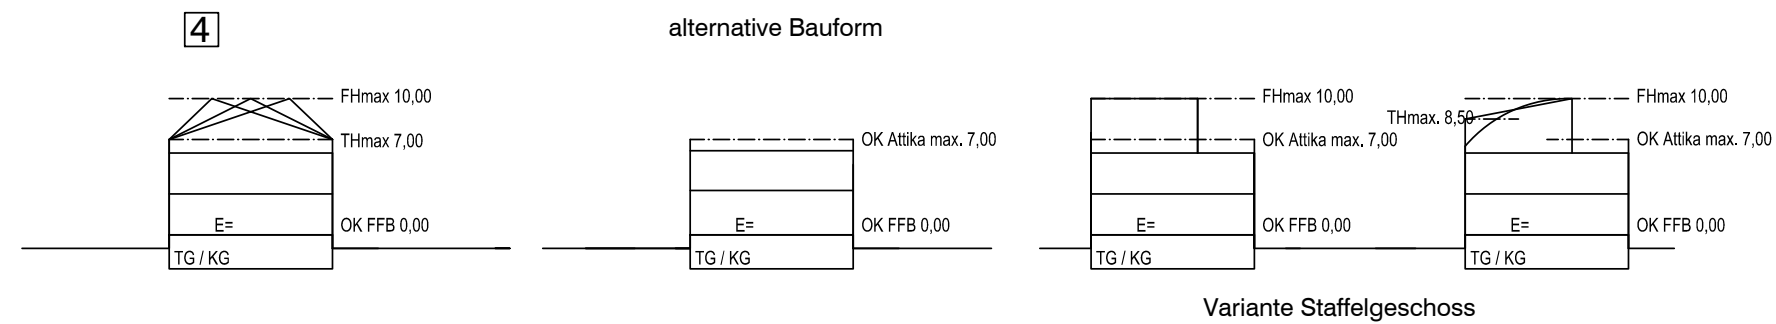 4
alternative Bauform
FHmax 10,00
THmax 7,00
E=
OK FFB 0,00
TG / KG
OK Attika max. 7,00
E=
OK FFB 0,00
TG / KG
FHmax 10,00
OK Attika max. 7,00
E=
OK FFB 0,00
TG / KG
FHmax 10,00
THmax. 8,50
OK Attika max. 7,00
E=
OK FFB 0,00
TG / KG
Variante Staffelgeschoss